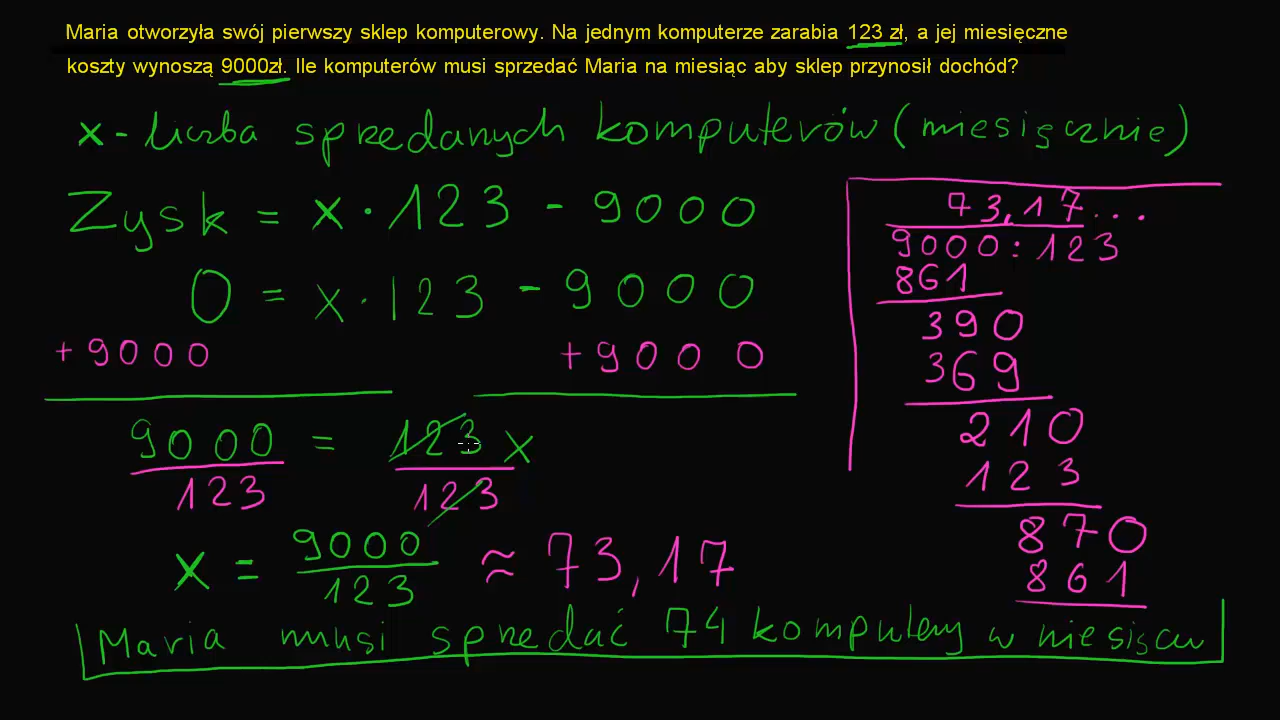 Maria otworzyła swój pierwszy sklep komputerowy. Na jednym komputerze zarabia 123 zł, a jej miesięczne
koszty wynoszą 9000zł. Ile komputerów musi sprzedać Maria na miesiąc aby sklep przynosił dochód?
x - liczba sprzedanych komputerów (miesięcznie)
Zysk = x · 123 - 9000
0 = x · 123 - 9000
+9000 +9000
9000 = 123 x
123 123
x = 9000 ≈ 73,17
123
Maria musi sprzedać 74 komputery w miesiącu
73,17...
9000:123
861
390
369
210
123
870
861